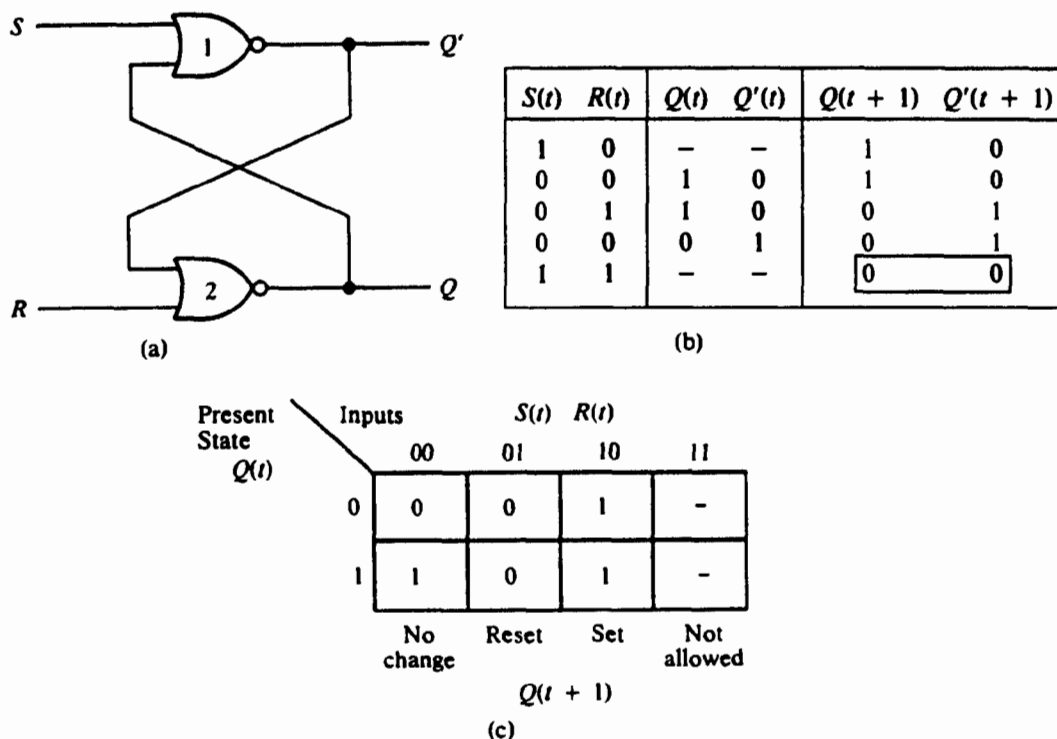 S
1
Q'
2
Q
R
(a)
S(t) R(t) Q(t) Q'(t) Q(t + 1) Q'(t + 1)
1 0 – – 1 0
0 0 1 0 1 0
0 1 1 0 0 1
0 0 0 1 0 1
1 1 – – 0 0
(b)
Present State Q(t)
Inputs
S(t) R(t)
00 01 10 11
0 0 0 1 –
1 1 0 1 –
No change Reset Set Not allowed
Q(t + 1)
(c)